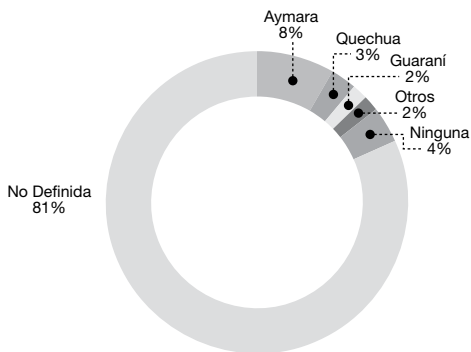 Aymara
8%
Quechua
3%
Guaraní
2%
Otros
2%
Ninguna
4%
No Definida
81%